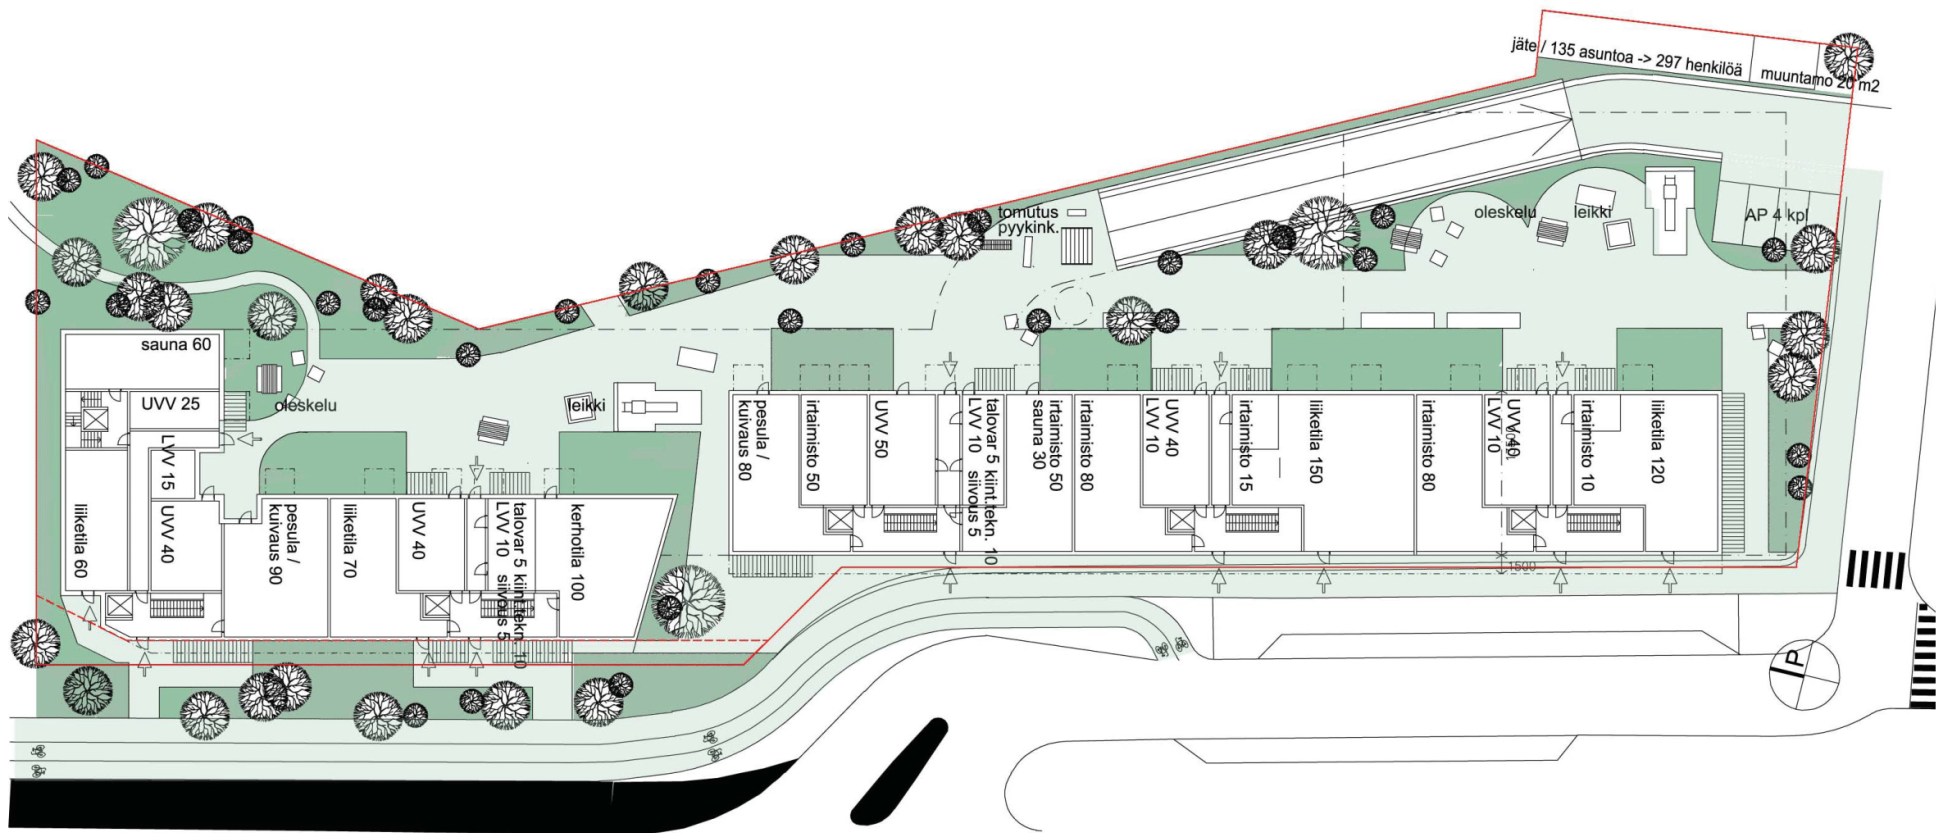 jäte / 135 asuntoa -> 297 henkilöä
muuntamo 20 m2
tomutus
pyykink.
oleskelu
leikki
AP 4 kpl
sauna 60
UVV 25
oleskelu
leikki
LVV 15
liiketila 60
UVV 40
pesula /
kuivaus 90
liiketila 70
UVV 40
talovar 5 kiint.tekn. 10
LVV 10 siivous 5
kerhotila 100
pesula /
kuivaus 80
irtaimisto 50
UVV 50
talovar 5 kiint.tekn. 10
LVV 10 siivous 5
irtaimisto 50
sauna 30
irtaimisto 80
UVV 40
LVV 10
irtaimisto 15
liiketila 150
irtaimisto 80
UVV 40
LVV 10
irtaimisto 10
liiketila 120
1500
P